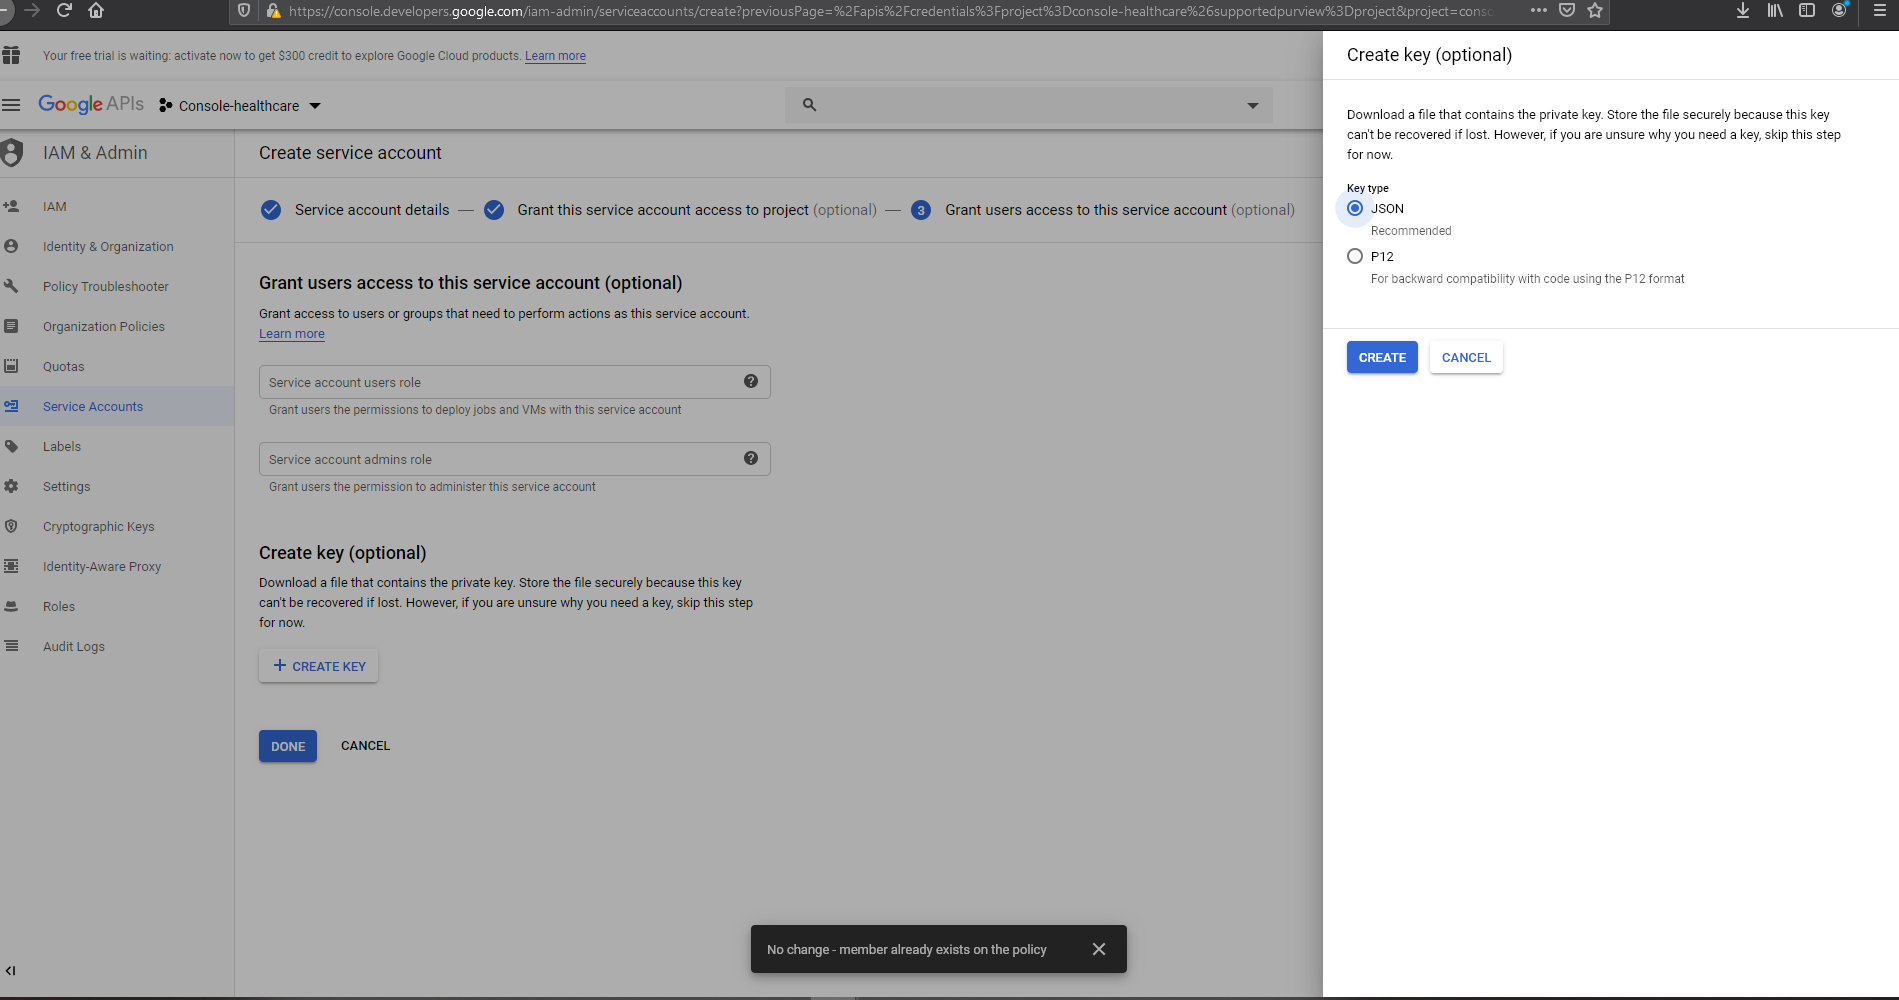 https://console.developers.google.com/iam-admin/serviceaccounts/create?previousPage=%2Fapis%2Fcredentials%3Fproject%3Dconsole-healthcare%26supportedpurview%3Dproject&project=conso
Your free trial is waiting: activate now to get $300 credit to explore Google Cloud products. Learn more
Google APIs
Console-healthcare
IAM & Admin
IAM
Identity & Organization
Policy Troubleshooter
Organization Policies
Quotas
Service Accounts
Labels
Settings
Cryptographic Keys
Identity-Aware Proxy
Roles
Audit Logs
Create service account
Service account details — Grant this service account access to project (optional) — 3 Grant users access to this service account (optional)
Grant users access to this service account (optional)
Grant access to users or groups that need to perform actions as this service account.
Learn more
Service account users role
Grant users the permissions to deploy jobs and VMs with this service account
Service account admins role
Grant users the permission to administer this service account
Create key (optional)
Download a file that contains the private key. Store the file securely because this key
can't be recovered if lost. However, if you are unsure why you need a key, skip this step
for now.
+ CREATE KEY
DONE CANCEL
No change - member already exists on the policy
Create key (optional)
Download a file that contains the private key. Store the file securely because this key
can't be recovered if lost. However, if you are unsure why you need a key, skip this step
for now.
Key type
JSON
Recommended
P12
For backward compatibility with code using the P12 format
CREATE CANCEL